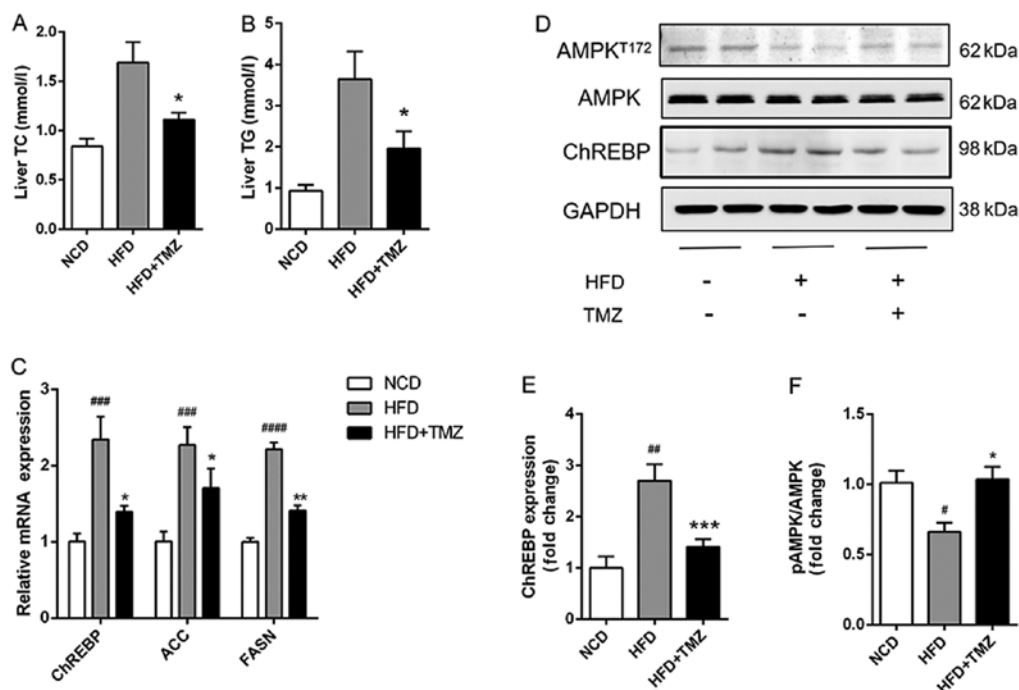 A
Liver TC (mmol/l)
2.0
1.5
1.0
0.5
0.0
*
NCD
HFD
HFD+TMZ
B
Liver TG (mmol/l)
5
4
3
2
1
0
*
NCD
HFD
HFD+TMZ
D
AMPKT172
62 kDa
AMPK
62 kDa
ChREBP
98 kDa
GAPDH
38 kDa
HFD - + +
TMZ - - +
C
Relative mRNA expression
3
2
1
0
###
*
###
*
####
**
ChREBP
ACC
FASN
NCD
HFD
HFD+TMZ
E
ChREBP expression
(fold change)
4
3
2
1
0
##
***
NCD
HFD
HFD+TMZ
F
pAMPK/AMPK
(fold change)
1.5
1.0
0.5
0.0
#
*
NCD
HFD
HFD+TMZ